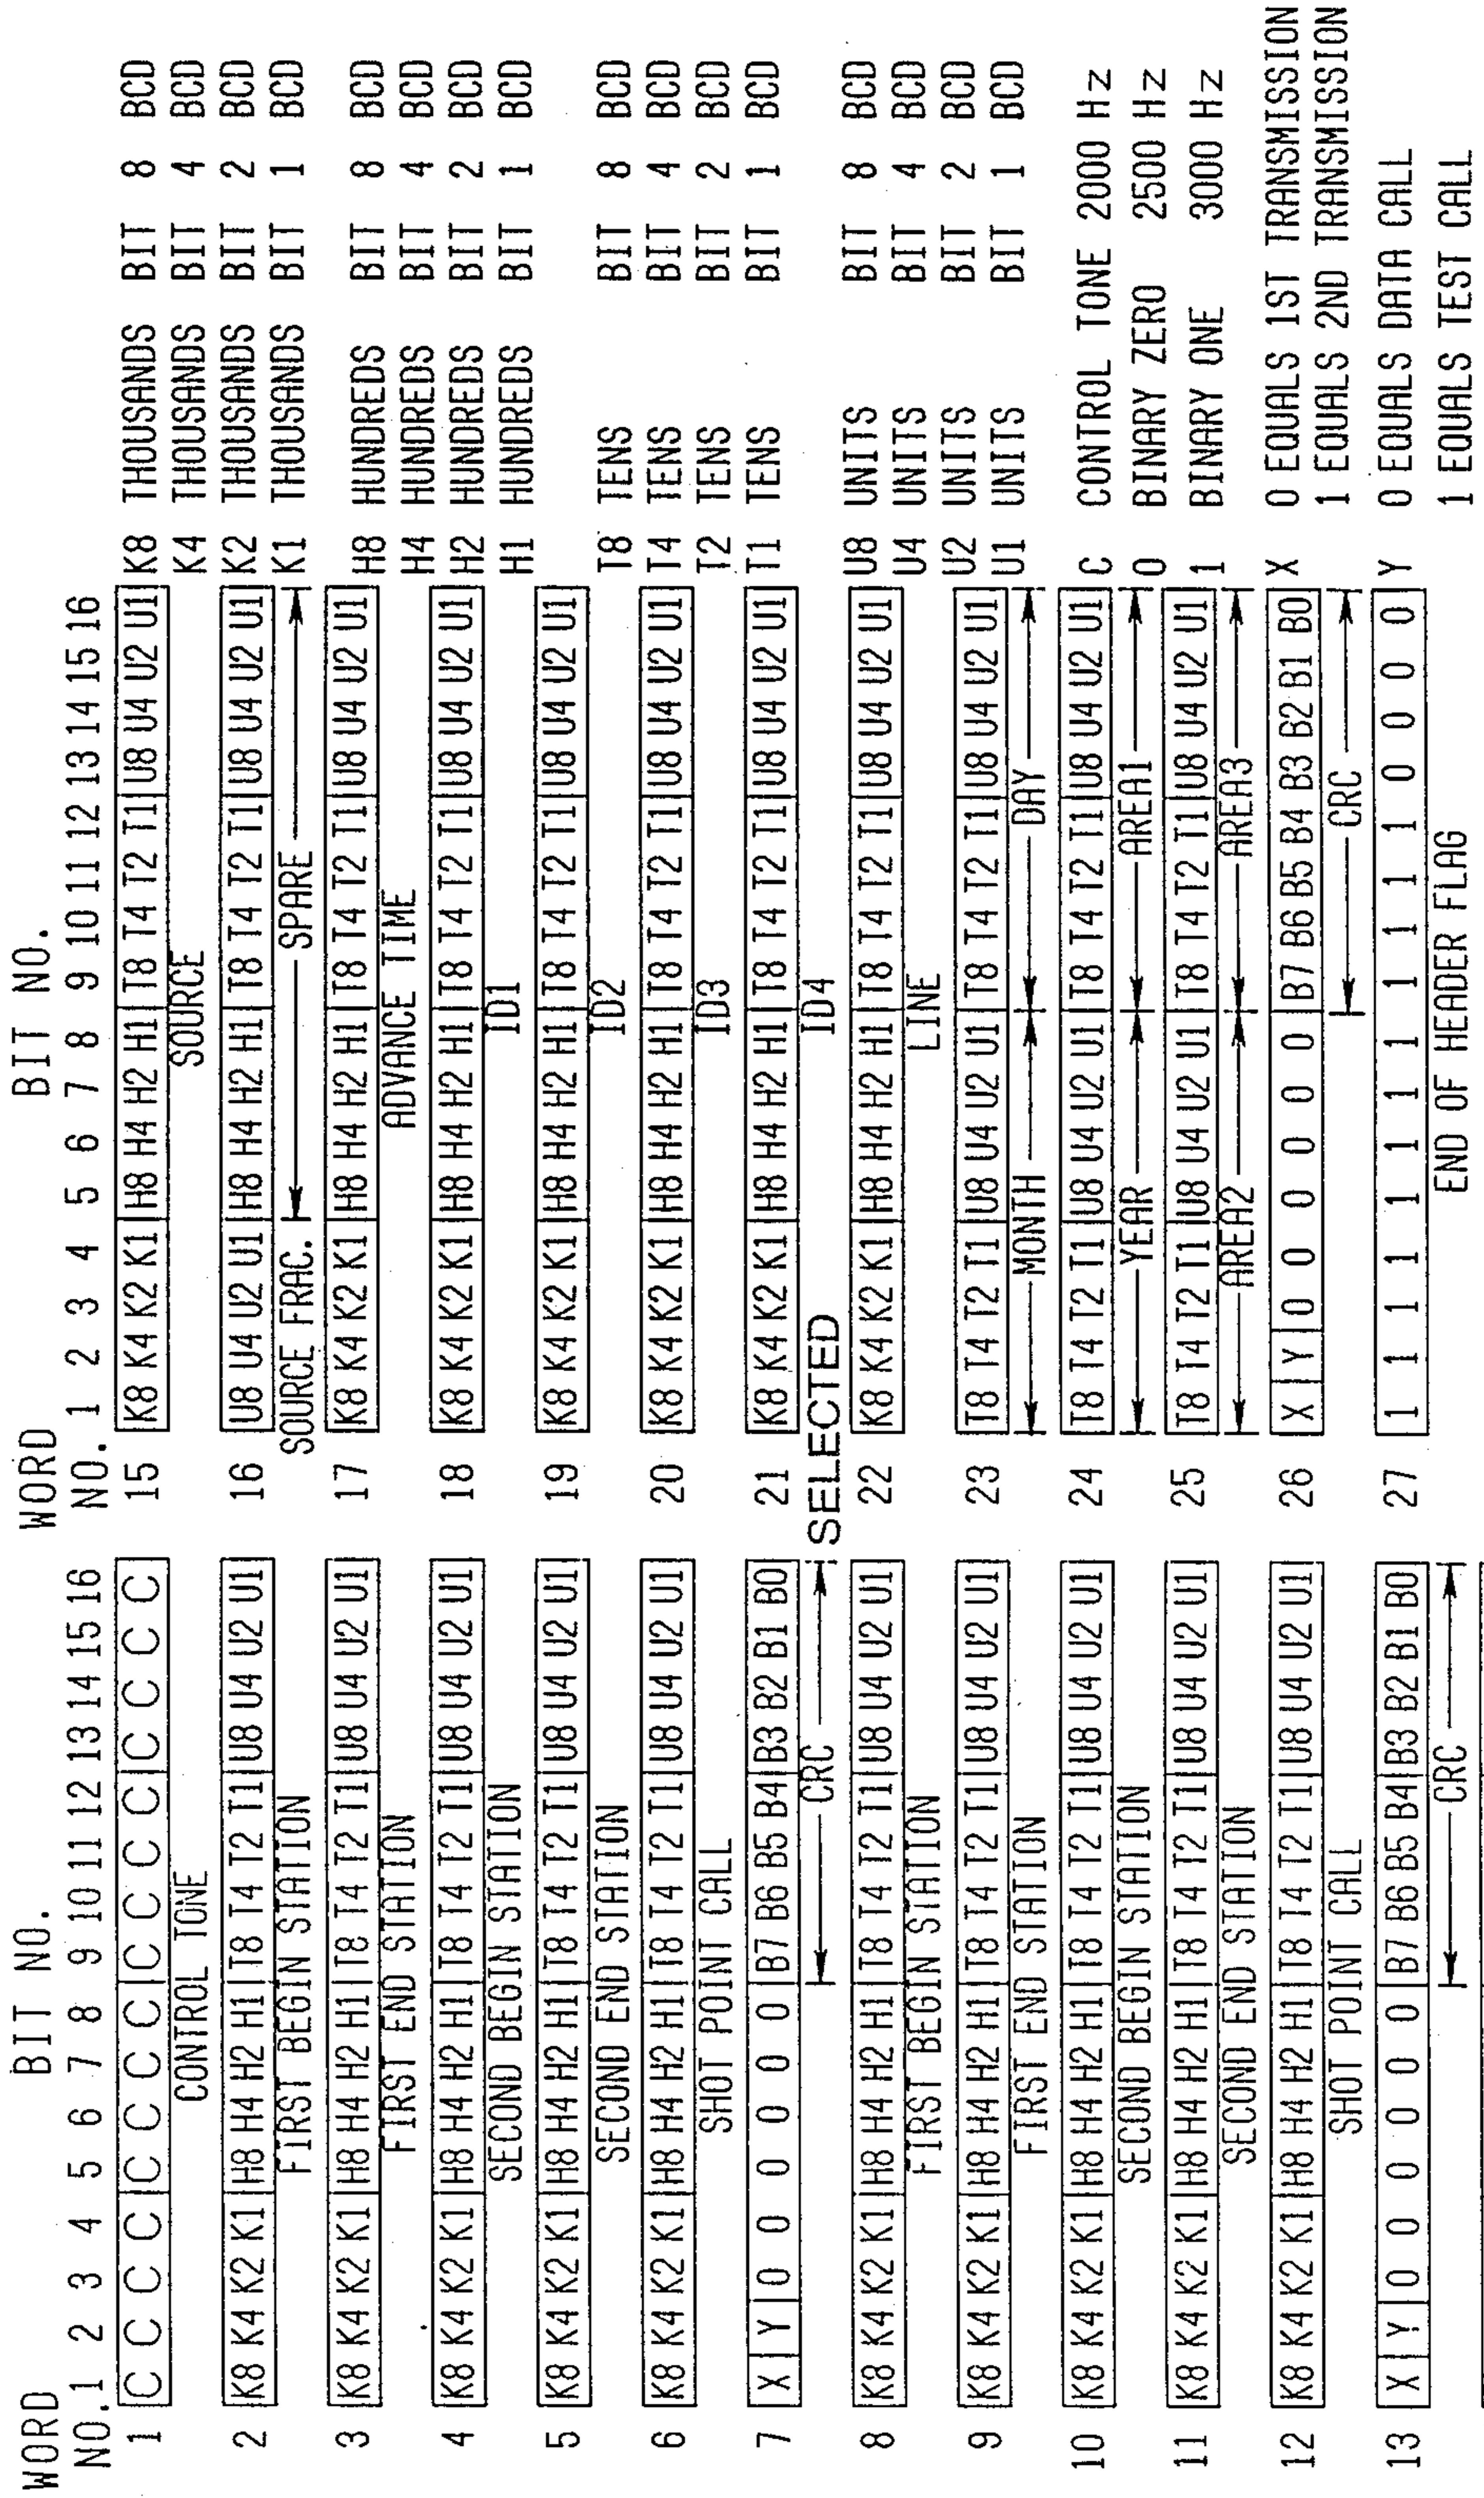 WORD NO. BIT NO.
1 2 3 4 5 6 7 8 9 10 11 12 13 14 15 16
1 C C C C C C C C C C C C C C C C
CONTROL TONE
2 K8 K4 K2 K1 H8 H4 H2 H1 T8 T4 T2 T1 U8 U4 U2 U1
FIRST BEGIN STATION
3 K8 K4 K2 K1 H8 H4 H2 H1 T8 T4 T2 T1 U8 U4 U2 U1
FIRST END STATION
4 K8 K4 K2 K1 H8 H4 H2 H1 T8 T4 T2 T1 U8 U4 U2 U1
SECOND BEGIN STATION
5 K8 K4 K2 K1 H8 H4 H2 H1 T8 T4 T2 T1 U8 U4 U2 U1
SECOND END STATION
6 K8 K4 K2 K1 H8 H4 H2 H1 T8 T4 T2 T1 U8 U4 U2 U1
SHOT POINT CALL
7 X Y 0 0 0 0 0 0 B7 B6 B5 B4 B3 B2 B1 B0
CRC
8 K8 K4 K2 K1 H8 H4 H2 H1 T8 T4 T2 T1 U8 U4 U2 U1
FIRST BEGIN STATION
9 K8 K4 K2 K1 H8 H4 H2 H1 T8 T4 T2 T1 U8 U4 U2 U1
FIRST END STATION
10 K8 K4 K2 K1 H8 H4 H2 H1 T8 T4 T2 T1 U8 U4 U2 U1
SECOND BEGIN STATION
11 K8 K4 K2 K1 H8 H4 H2 H1 T8 T4 T2 T1 U8 U4 U2 U1
SECOND END STATION
12 K8 K4 K2 K1 H8 H4 H2 H1 T8 T4 T2 T1 U8 U4 U2 U1
SHOT POINT CALL
13 X Y 0 0 0 0 0 0 B7 B6 B5 B4 B3 B2 B1 B0
CRC
WORD NO. BIT NO.
1 2 3 4 5 6 7 8 9 10 11 12 13 14 15 16
15 K8 K4 K2 K1 H8 H4 H2 H1 T8 T4 T2 T1 U8 U4 U2 U1
SOURCE
16 U8 U4 U2 U1 H8 H4 H2 H1 T8 T4 T2 T1 U8 U4 U2 U1
SOURCE FRAC. SPARE
17 K8 K4 K2 K1 H8 H4 H2 H1 T8 T4 T2 T1 U8 U4 U2 U1
ADVANCE TIME
18 K8 K4 K2 K1 H8 H4 H2 H1 T8 T4 T2 T1 U8 U4 U2 U1
ID1
19 K8 K4 K2 K1 H8 H4 H2 H1 T8 T4 T2 T1 U8 U4 U2 U1
ID2
20 K8 K4 K2 K1 H8 H4 H2 H1 T8 T4 T2 T1 U8 U4 U2 U1
ID3
21 K8 K4 K2 K1 H8 H4 H2 H1 T8 T4 T2 T1 U8 U4 U2 U1
SELECTED ID4
22 K8 K4 K2 K1 H8 H4 H2 H1 T8 T4 T2 T1 U8 U4 U2 U1
LINE
23 T8 T4 T2 T1 U8 U4 U2 U1 T8 T4 T2 T1 U8 U4 U2 U1
MONTH DAY
24 T8 T4 T2 T1 U8 U4 U2 U1 T8 T4 T2 T1 U8 U4 U2 U1
YEAR AREA1
25 T8 T4 T2 T1 U8 U4 U2 U1 T8 T4 T2 T1 U8 U4 U2 U1
AREA2 AREA3
26 X Y 0 0 0 0 0 0 B7 B6 B5 B4 B3 B2 B1 B0
CRC
27 1 1 1 1 1 1 1 1 1 1 1 1 0 0 0 0
END OF HEADER FLAG
K8 THOUSANDS BIT 8 BCD
K4 THOUSANDS BIT 4 BCD
K2 THOUSANDS BIT 2 BCD
K1 THOUSANDS BIT 1 BCD
H8 HUNDREDS BIT 8 BCD
H4 HUNDREDS BIT 4 BCD
H2 HUNDREDS BIT 2 BCD
H1 HUNDREDS BIT 1 BCD
T8 TENS BIT 8 BCD
T4 TENS BIT 4 BCD
T2 TENS BIT 2 BCD
T1 TENS BIT 1 BCD
U8 UNITS BIT 8 BCD
U4 UNITS BIT 4 BCD
U2 UNITS BIT 2 BCD
U1 UNITS BIT 1 BCD
C CONTROL TONE 2000 Hz
0 BINARY ZERO 2500 Hz
1 BINARY ONE 3000 Hz
X 0 EQUALS 1ST TRANSMISSION
1 EQUALS 2ND TRANSMISSION
Y 0 EQUALS DATA CALL
1 EQUALS TEST CALL